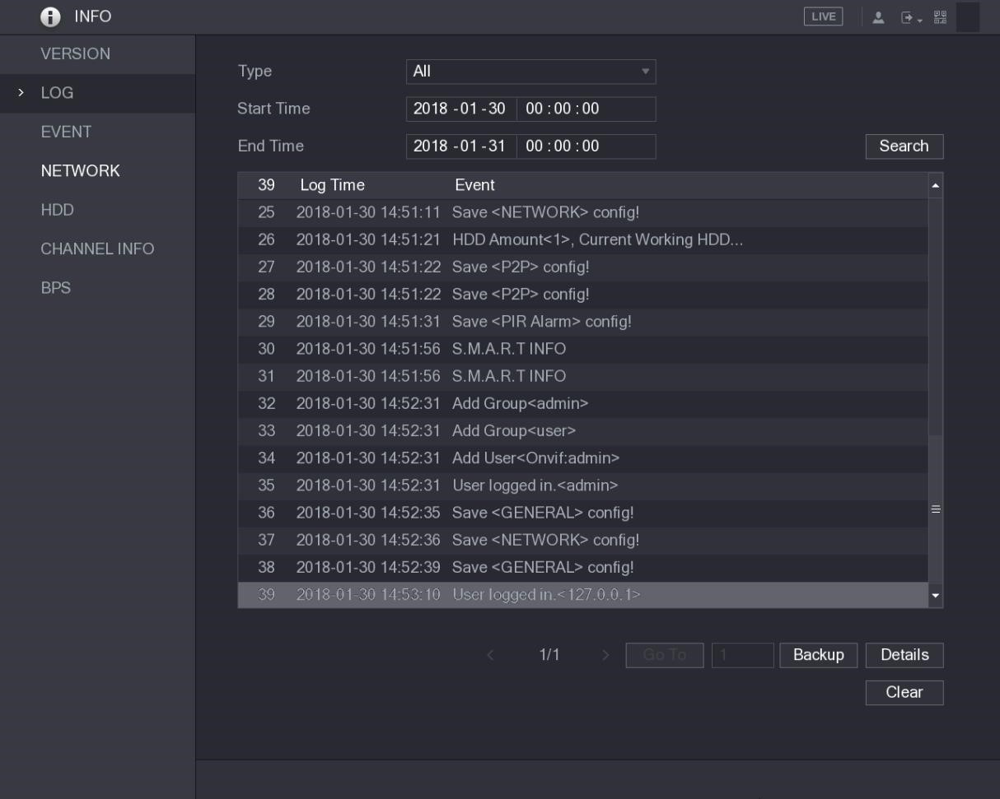 INFO
LIVE
VERSION
LOG
EVENT
NETWORK
HDD
CHANNEL INFO
BPS
Type All
Start Time 2018 -01 -30 00 : 00 : 00
End Time 2018 -01 -31 00 : 00 : 00
Search
39 Log Time Event
25 2018-01-30 14:51:11 Save <NETWORK> config!
26 2018-01-30 14:51:21 HDD Amount<1>, Current Working HDD...
27 2018-01-30 14:51:22 Save <P2P> config!
28 2018-01-30 14:51:22 Save <P2P> config!
29 2018-01-30 14:51:31 Save <PIR Alarm> config!
30 2018-01-30 14:51:56 S.M.A.R.T INFO
31 2018-01-30 14:51:56 S.M.A.R.T INFO
32 2018-01-30 14:52:31 Add Group<admin>
33 2018-01-30 14:52:31 Add Group<user>
34 2018-01-30 14:52:31 Add User<Onvif:admin>
35 2018-01-30 14:52:31 User logged in.<admin>
36 2018-01-30 14:52:35 Save <GENERAL> config!
37 2018-01-30 14:52:36 Save <NETWORK> config!
38 2018-01-30 14:52:39 Save <GENERAL> config!
39 2018-01-30 14:53:10 User logged in.<127.0.0.1>
1/1 Go To 1 Backup Details
Clear